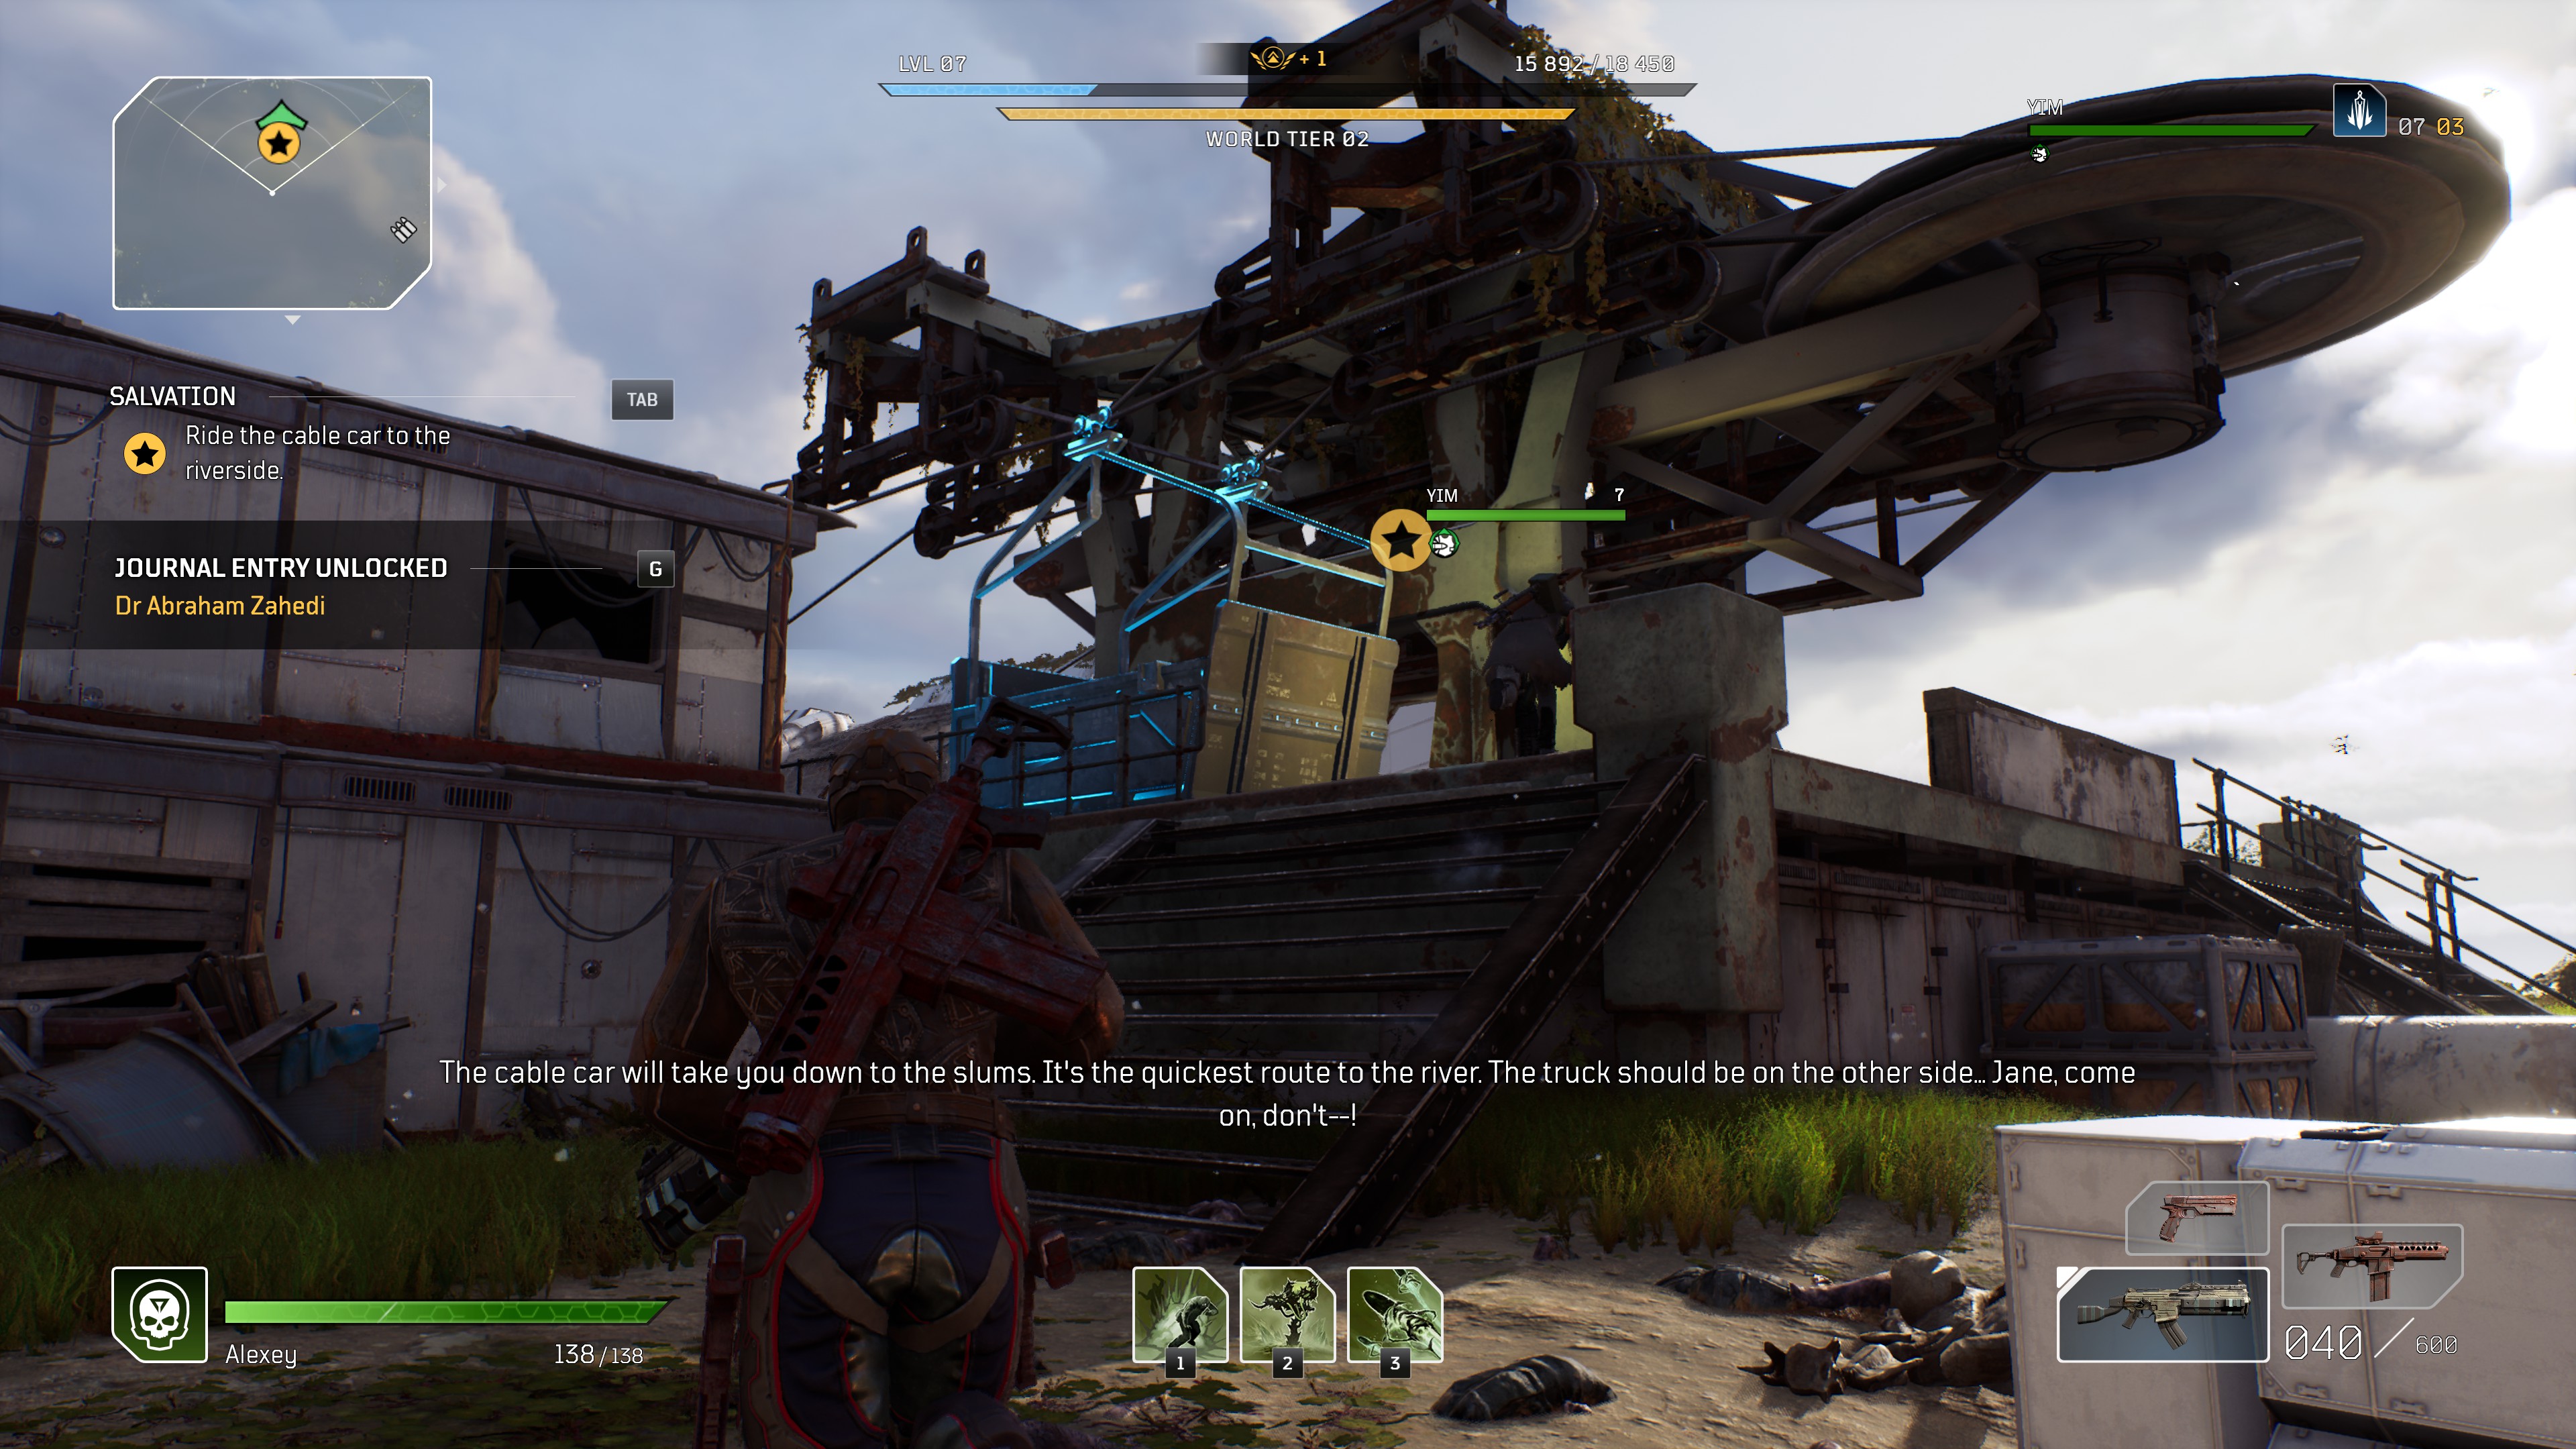 LVL 07
+ 1
15 892 / 18 450
WORLD TIER 02
YIM
07 03
SALVATION
TAB
Ride the cable car to the
riverside.
YIM
7
JOURNAL ENTRY UNLOCKED
G
Dr Abraham Zahedi
The cable car will take you down to the slums. It's the quickest route to the river. The truck should be on the other side... Jane, come
on, don't--!
Alexey
138 / 138
1
2
3
040 / 600